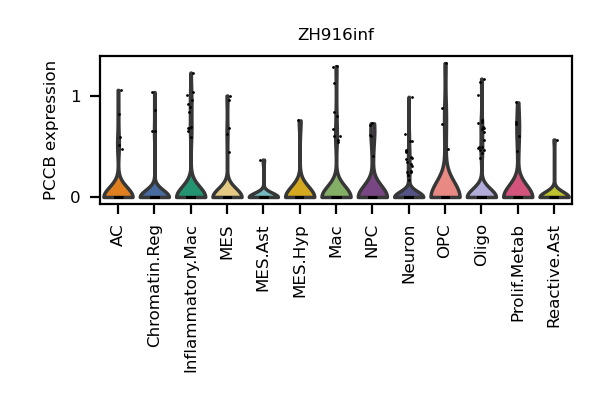 ZH916inf
PCCB expression
1
0
AC
Chromatin.Reg
Inflammatory.Mac
MES
MES.Ast
MES.Hyp
Mac
NPC
Neuron
OPC
Oligo
Prolif.Metab
Reactive.Ast